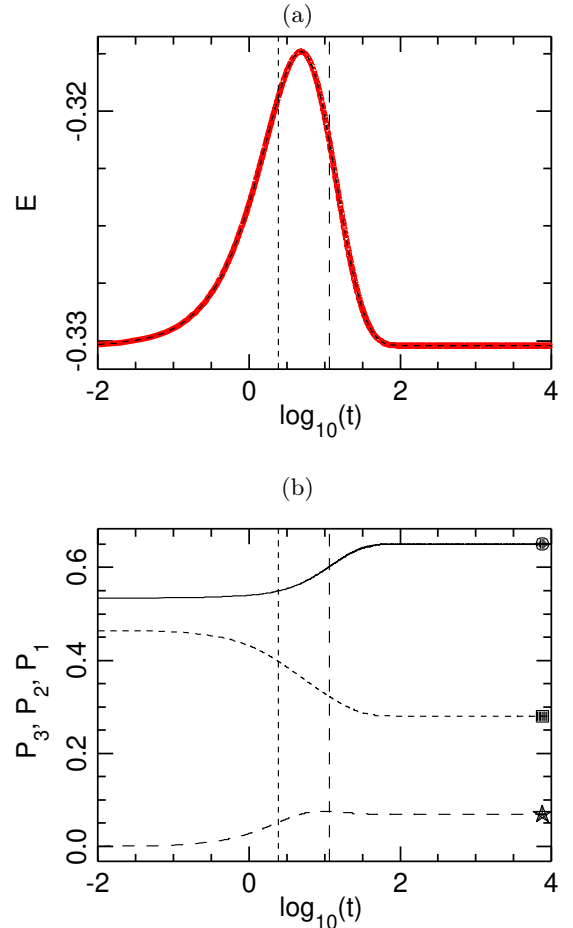 (a)
-0.32
-0.33
E
-2 0 2 4
log₁₀(t)
(b)
0.6
0.4
0.2
0.0
P₃, P₂, P₁
-2 0 2 4
log₁₀(t)